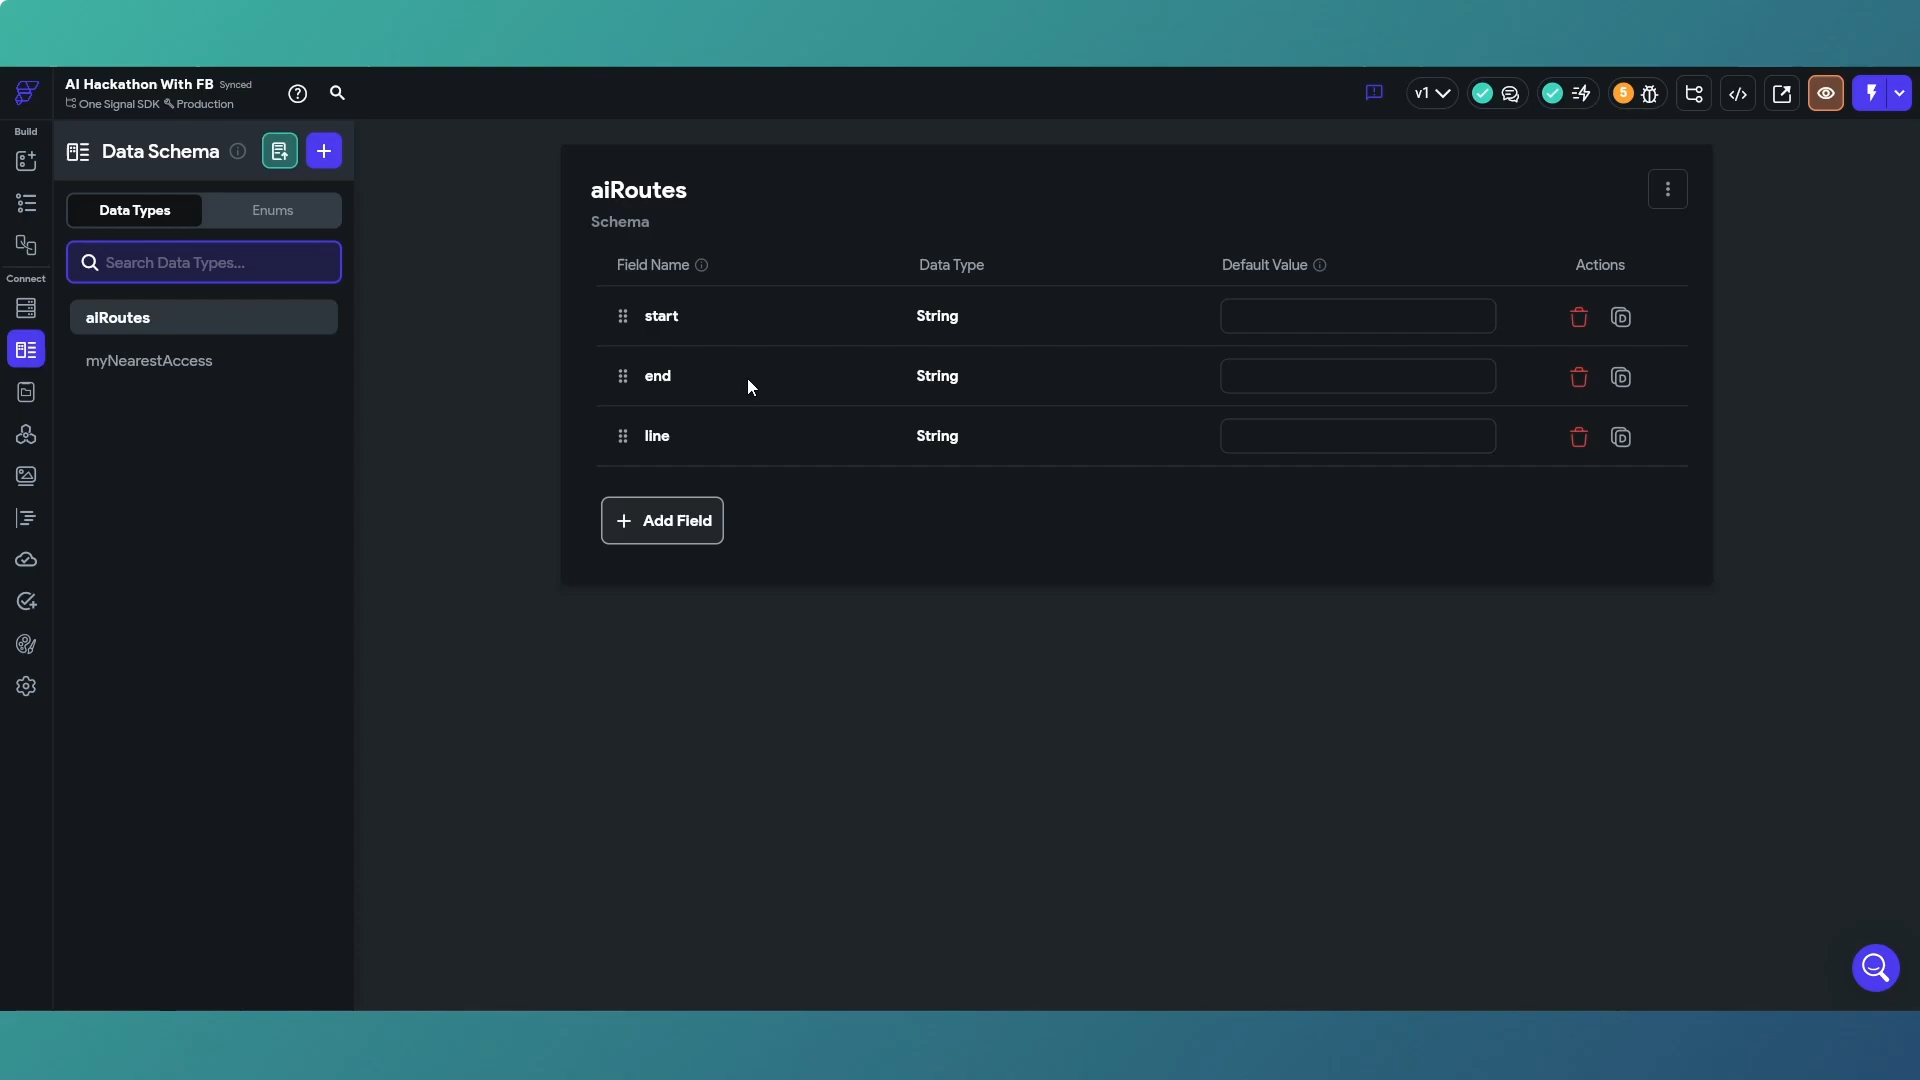 AI Hackathon With FB Synced
One Signal SDK Production
v1
5
Build
Connect
Data Schema
Data Types Enums
Search Data Types...
aiRoutes
myNearestAccess
aiRoutes
Schema
Field Name Data Type Default Value Actions
start String
end String
line String
+ Add Field